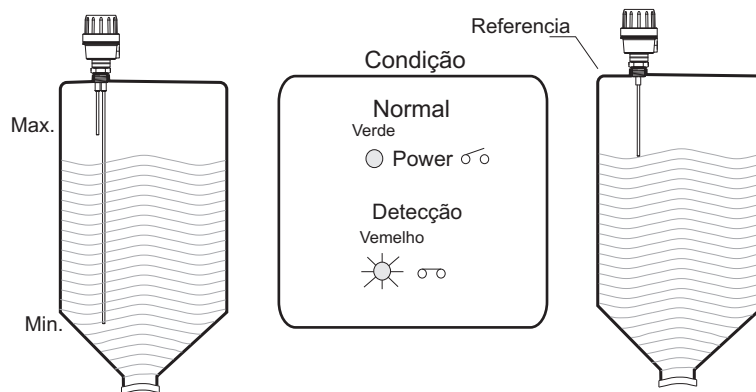 Referencia
Condição
Max.
Normal
Verde
Power
Detecção
Vemelho
Min.